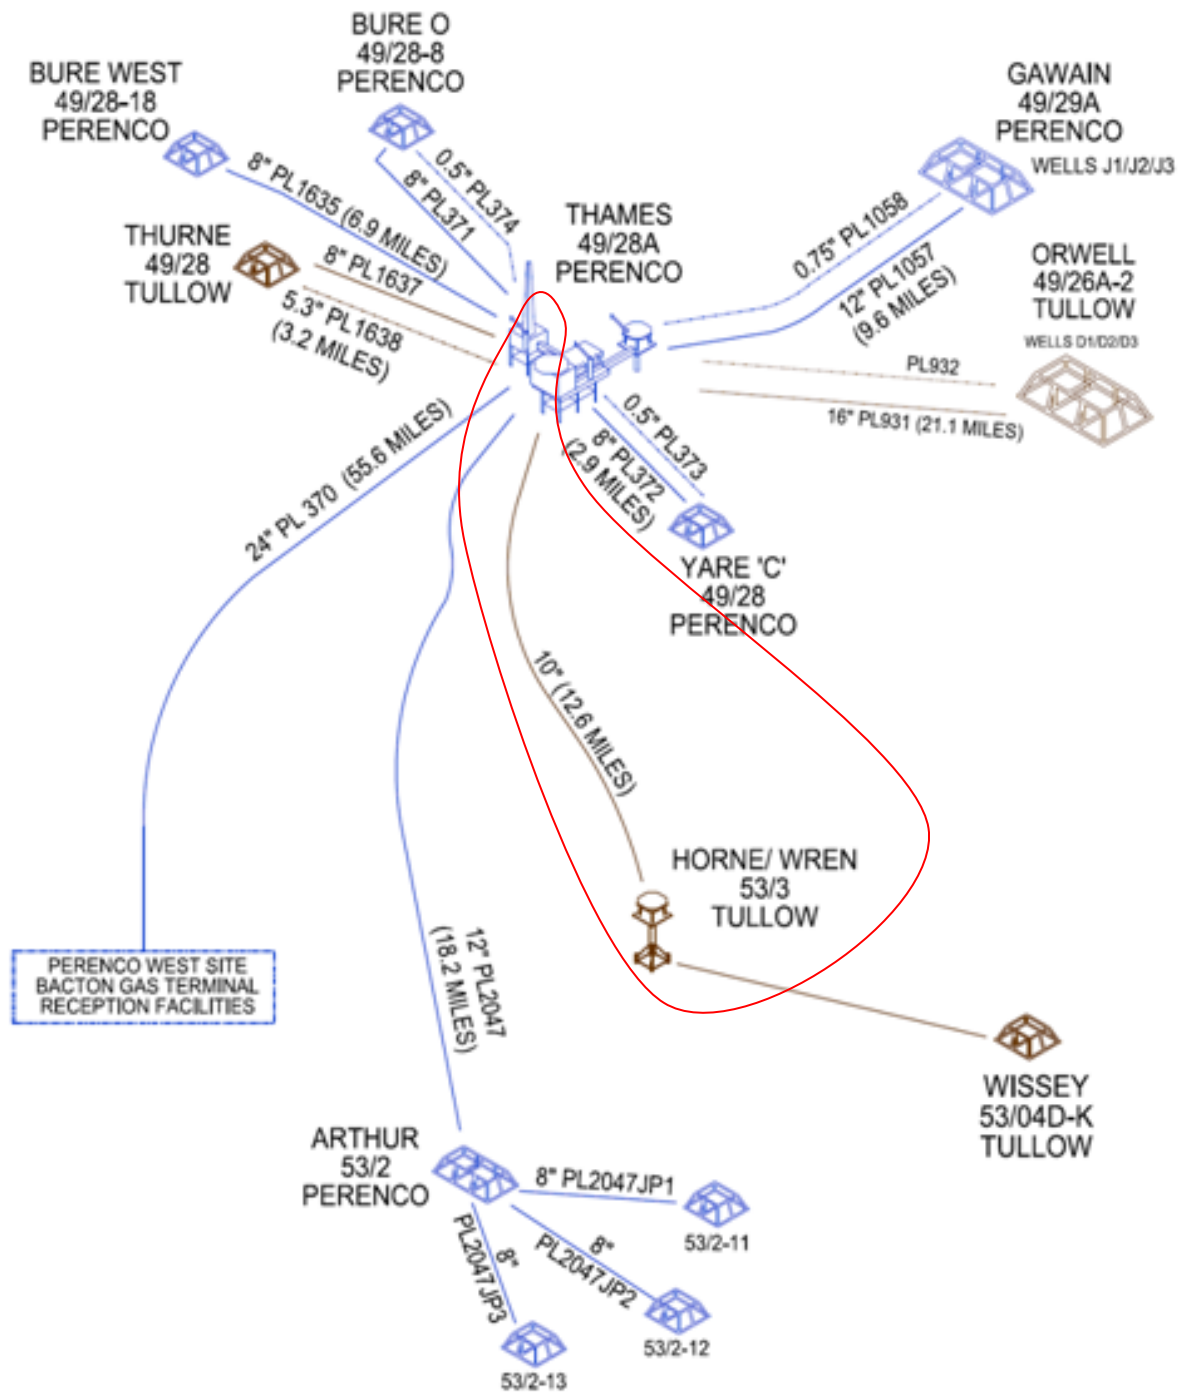 BURE O
49/28-8
PERENCO
BURE WEST
49/28-18
PERENCO
GAWAIN
49/29A
PERENCO
WELLS J1/J2/J3
8" PL1635 (6.9 MILES)
0.5" PL374
8" PL371
THAMES
49/28A
PERENCO
0.75" PL1058
12" PL1057
(9.6 MILES)
THURNE
49/28
TULLOW
8" PL1637
5.3" PL1638
(3.2 MILES)
ORWELL
49/26A-2
TULLOW
WELLS D1/D2/D3
PL932
16" PL931 (21.1 MILES)
24" PL 370 (55.6 MILES)
0.5" PL373
8" PL372
(2.9 MILES)
YARE 'C'
49/28
PERENCO
10" (12.6 MILES)
HORNE/ WREN
53/3
TULLOW
12" PL2047
(18.2 MILES)
PERENCO WEST SITE
BACTON GAS TERMINAL
RECEPTION FACILITIES
WISSEY
53/04D-K
TULLOW
ARTHUR
53/2
PERENCO
8" PL2047JP1
53/2-11
8"
PL2047JP2
53/2-12
8"
PL2047JP3
53/2-13